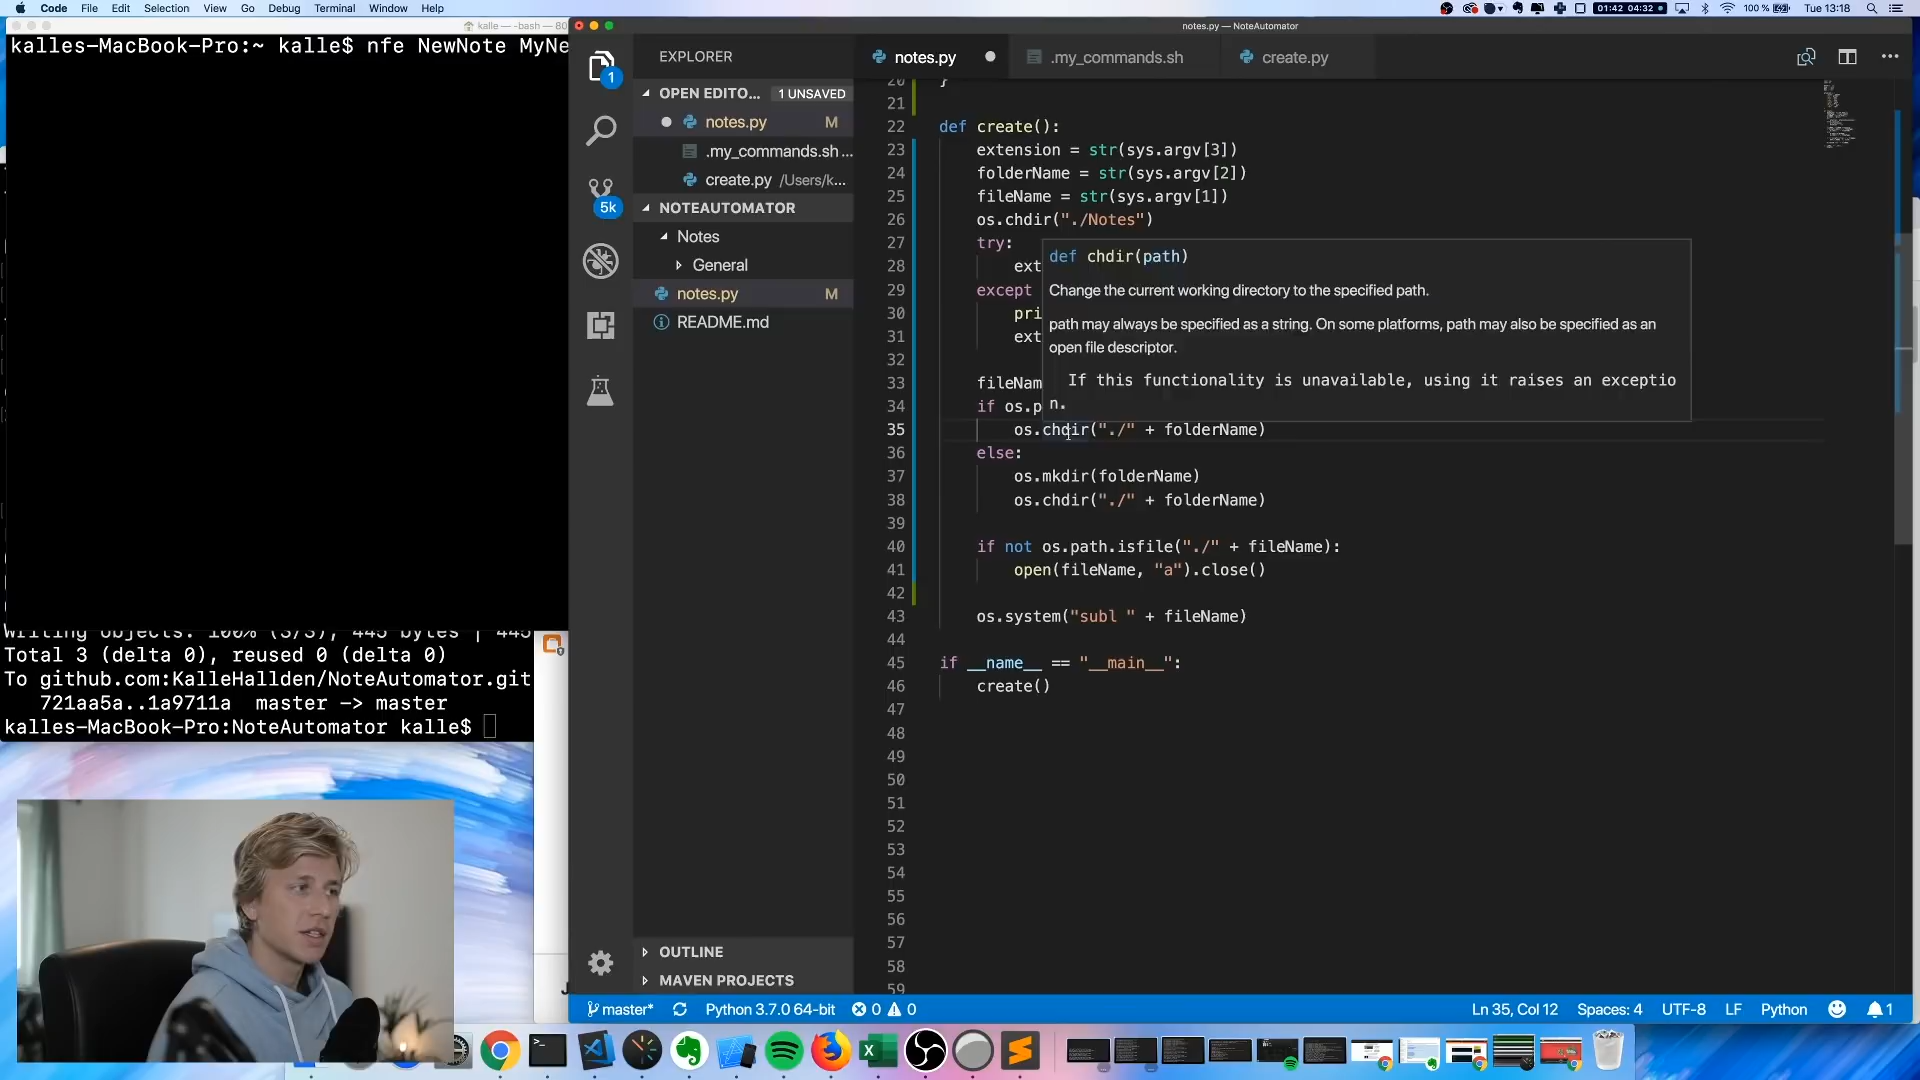 Code File Edit Selection View Go Debug Terminal Window Help
01:42 04:32 100 % Tue 13:18
kalle — -bash — 80
notes.py — NoteAutomator
kalles-MacBook-Pro:~ kalle$ nfe NewNote MyNe
Writing objects: 100% (3/3), 445 bytes | 445
Total 3 (delta 0), reused 0 (delta 0)
To github.com:KalleHallden/NoteAutomator.git
721aa5a..1a9711a master -> master
kalles-MacBook-Pro:NoteAutomator kalle$
1
5k
EXPLORER
OPEN EDITO... 1 UNSAVED
notes.py M
.my_commands.sh ...
create.py /Users/k...
NOTEAUTOMATOR
Notes
General
notes.py M
README.md
OUTLINE
MAVEN PROJECTS
notes.py .my_commands.sh create.py
20 }
21
22 def create():
23 extension = str(sys.argv[3])
24 folderName = str(sys.argv[2])
25 fileName = str(sys.argv[1])
26 os.chdir("./Notes")
27 try:
28 ext
29 except
30 pri
31 ext
32
33 fileNam
34 if os.p
35 os.chdir("./" + folderName)
36 else:
37 os.mkdir(folderName)
38 os.chdir("./" + folderName)
39
40 if not os.path.isfile("./" + fileName):
41 open(fileName, "a").close()
42
43 os.system("subl " + fileName)
44
45 if __name__ == "__main__":
46 create()
47
48
49
50
51
52
53
54
55
56
57
58
59
def chdir(path)
Change the current working directory to the specified path.
path may always be specified as a string. On some platforms, path may also be specified as an
open file descriptor.
If this functionality is unavailable, using it raises an exceptio
n.
master* Python 3.7.0 64-bit 0 0 Ln 35, Col 12 Spaces: 4 UTF-8 LF Python 1